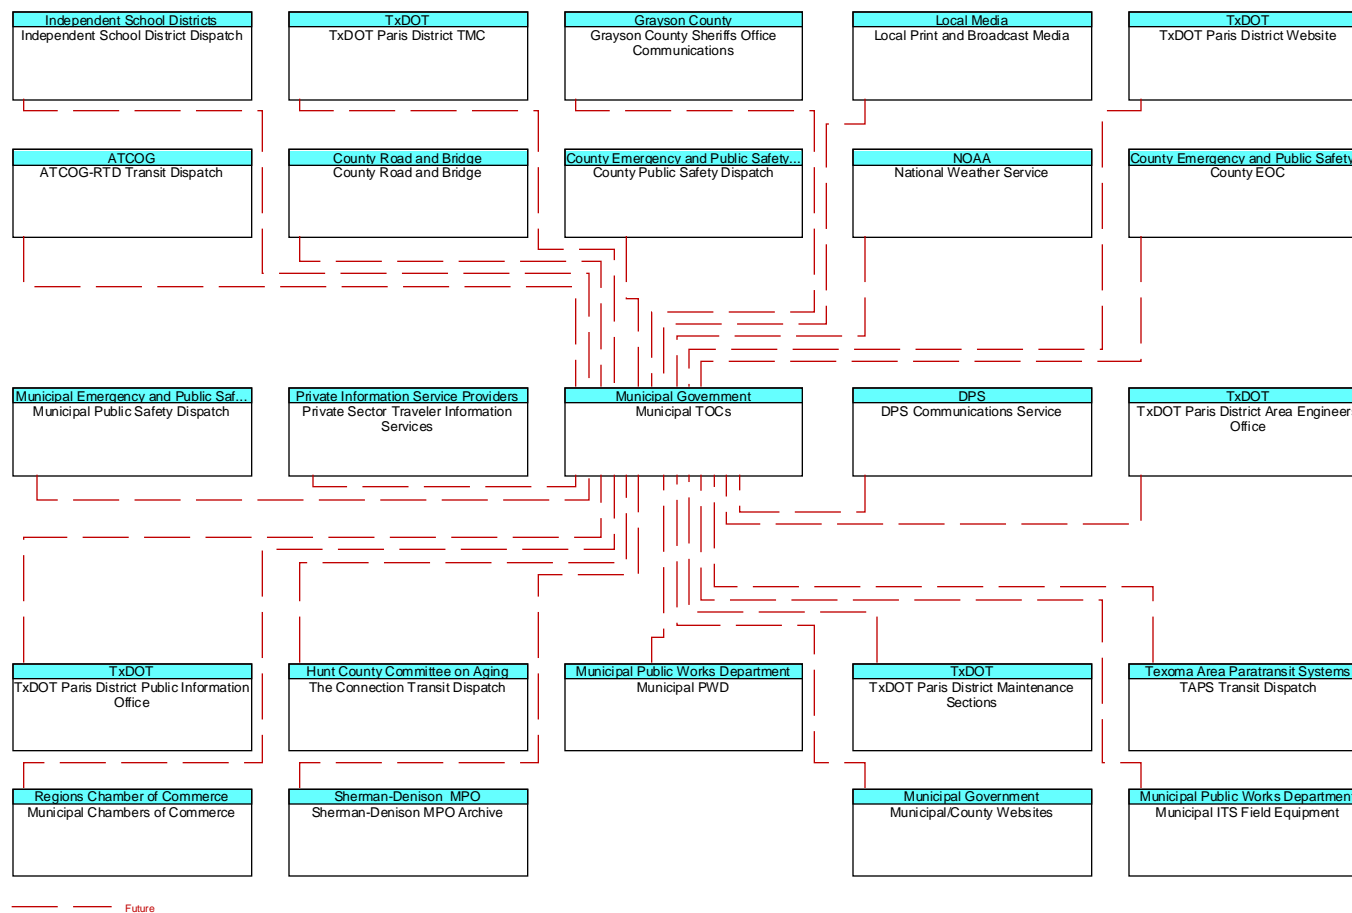 Independent School Districts
Independent School District Dispatch
TxDOT
TxDOT Paris District TMC
Grayson County
Grayson County Sheriffs Office
Communications
Local Media
Local Print and Broadcast Media
TxDOT
TxDOT Paris District Website
ATCOG
ATCOG-RTD Transit Dispatch
County Road and Bridge
County Road and Bridge
County Emergency and Public Safety...
County Public Safety Dispatch
NOAA
National Weather Service
County Emergency and Public Safety
County EOC
Municipal Emergency and Public Saf...
Municipal Public Safety Dispatch
Private Information Service Providers
Private Sector Traveler Information
Services
Municipal Government
Municipal TOCs
DPS
DPS Communications Service
TxDOT
TxDOT Paris District Area Engineers
Office
TxDOT
TxDOT Paris District Public Information
Office
Hunt County Committee on Aging
The Connection Transit Dispatch
Municipal Public Works Department
Municipal PWD
TxDOT
TxDOT Paris District Maintenance
Sections
Texoma Area Paratransit Systems
TAPS Transit Dispatch
Regions Chamber of Commerce
Municipal Chambers of Commerce
Sherman-Denison MPO
Sherman-Denison MPO Archive
Municipal Government
Municipal/County Websites
Municipal Public Works Department
Municipal ITS Field Equipment
Future